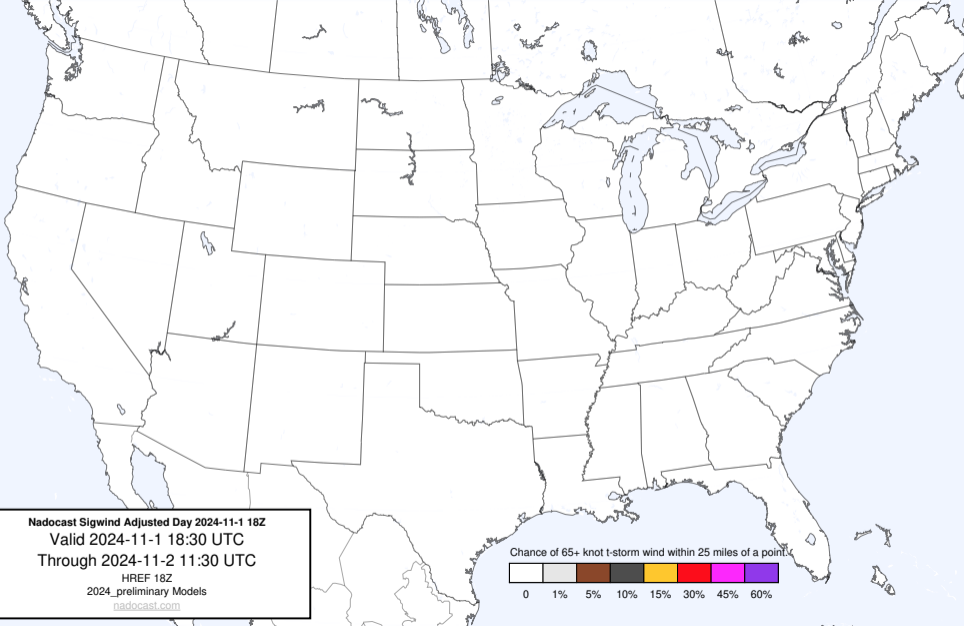 Nadocast Sigwind Adjusted Day 2024-11-1 18Z
Valid 2024-11-1 18:30 UTC
Through 2024-11-2 11:30 UTC
HREF 18Z
2024_preliminary Models
nadocast.com
Chance of 65+ knot t-storm wind within 25 miles of a point.
0 1% 5% 10% 15% 30% 45% 60%